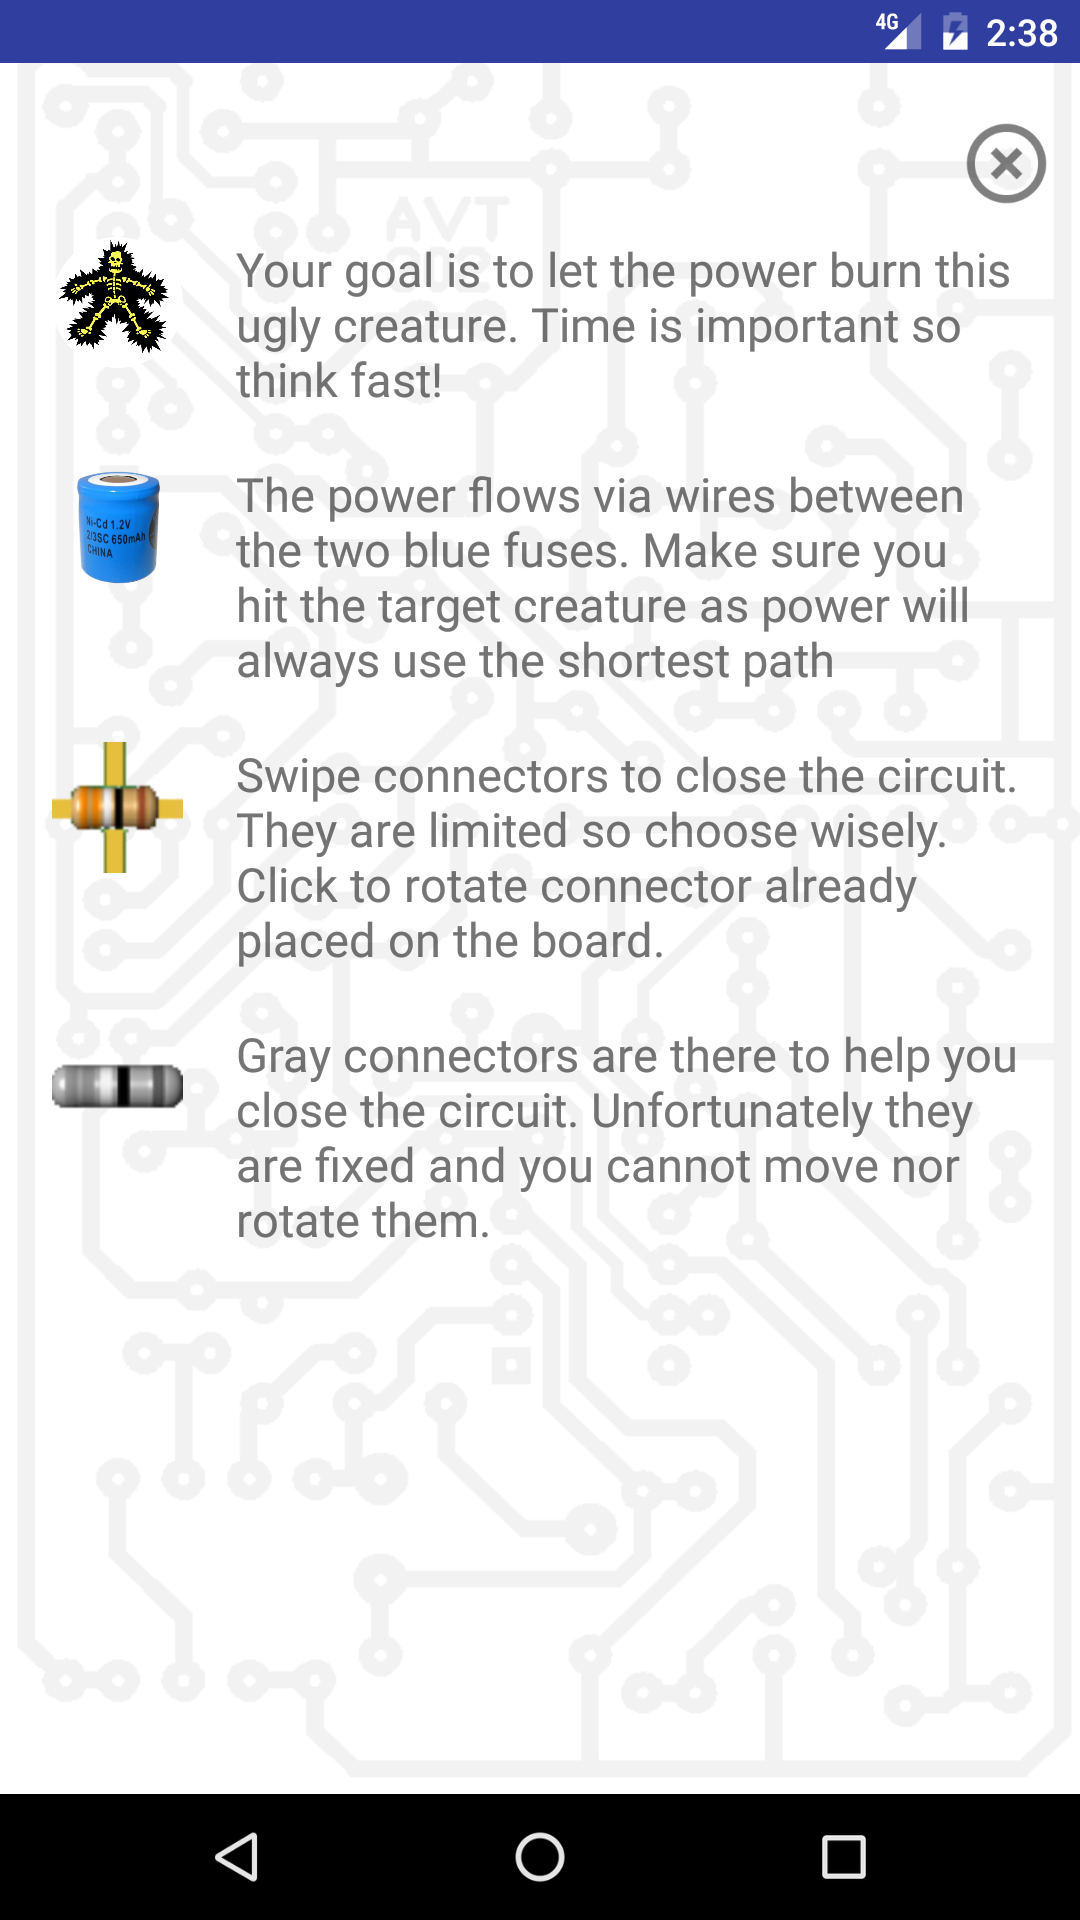 4G 2:38
AVT
Your goal is to let the power burn this
ugly creature. Time is important so
think fast!
Ni-Cd 1.2V
2/3SC 650mAh
CHINA
The power flows via wires between
the two blue fuses. Make sure you
hit the target creature as power will
always use the shortest path
Swipe connectors to close the circuit.
They are limited so choose wisely.
Click to rotate connector already
placed on the board.
Gray connectors are there to help you
close the circuit. Unfortunately they
are fixed and you cannot move nor
rotate them.